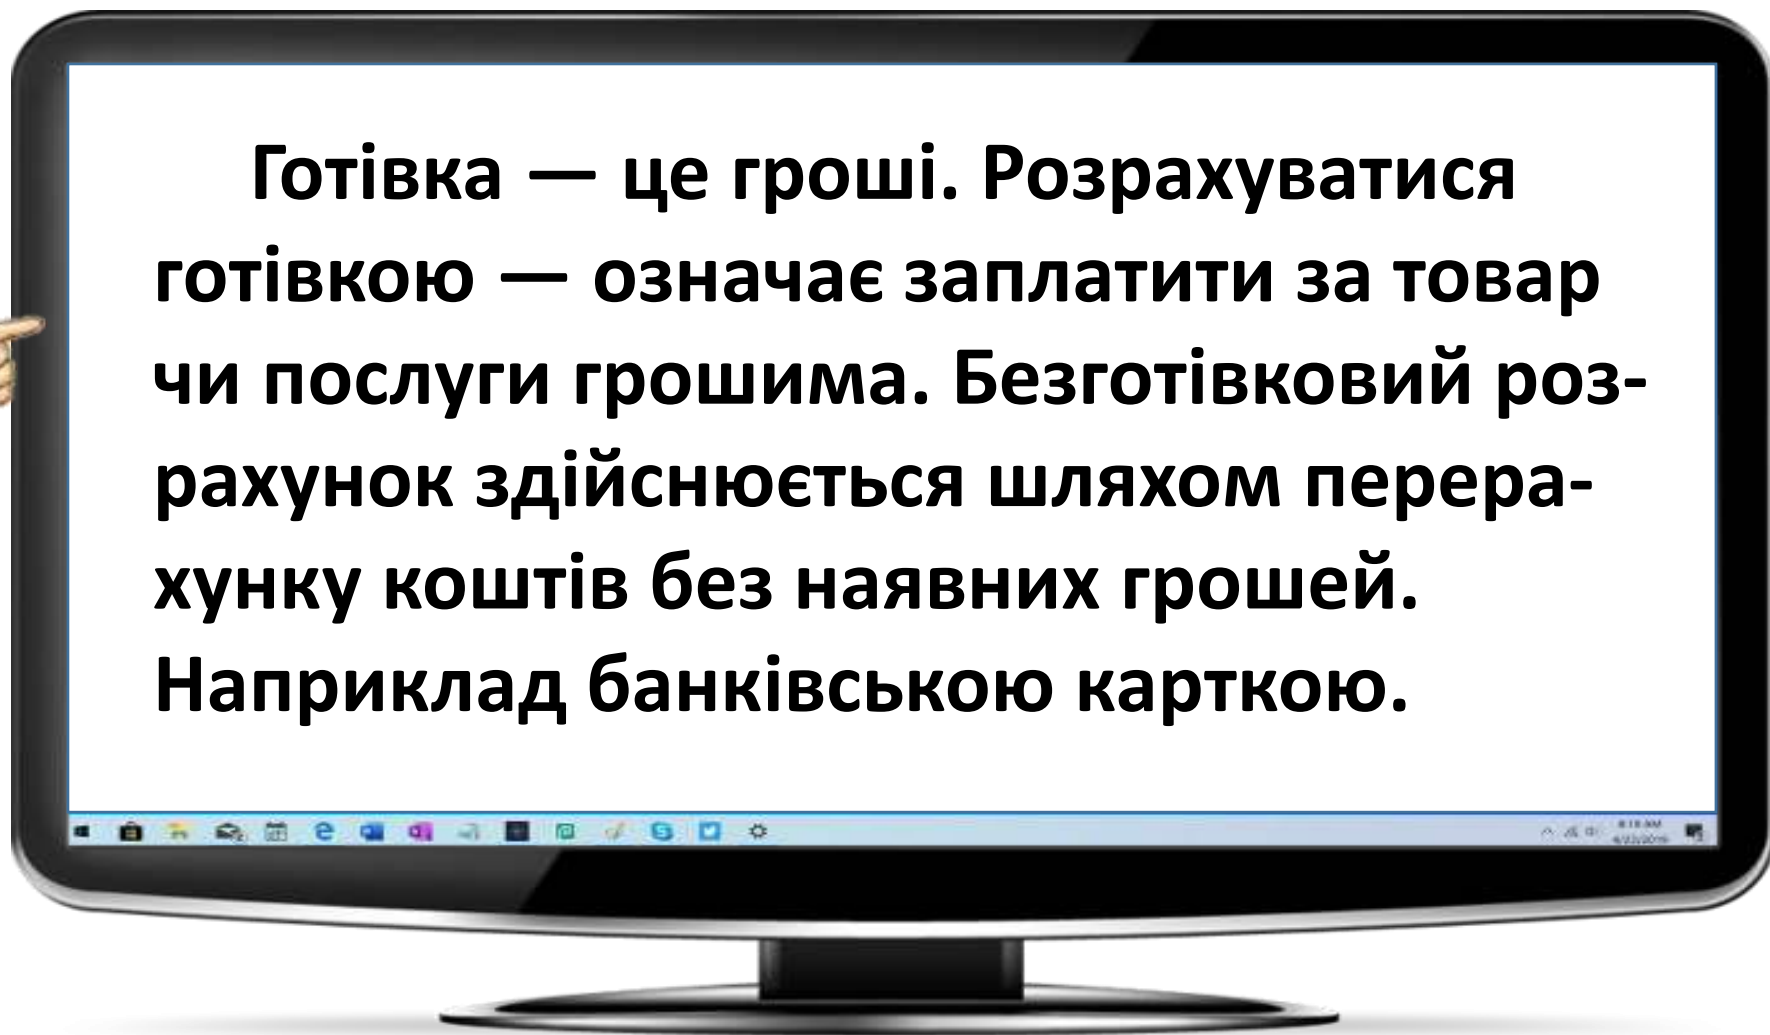 Готівка — це гроші. Розрахуватися
готівкою — означає заплатити за товар
чи послуги грошима. Безготівковий роз-
рахунок здійснюється шляхом перера-
хунку коштів без наявних грошей.
Наприклад банківською карткою.